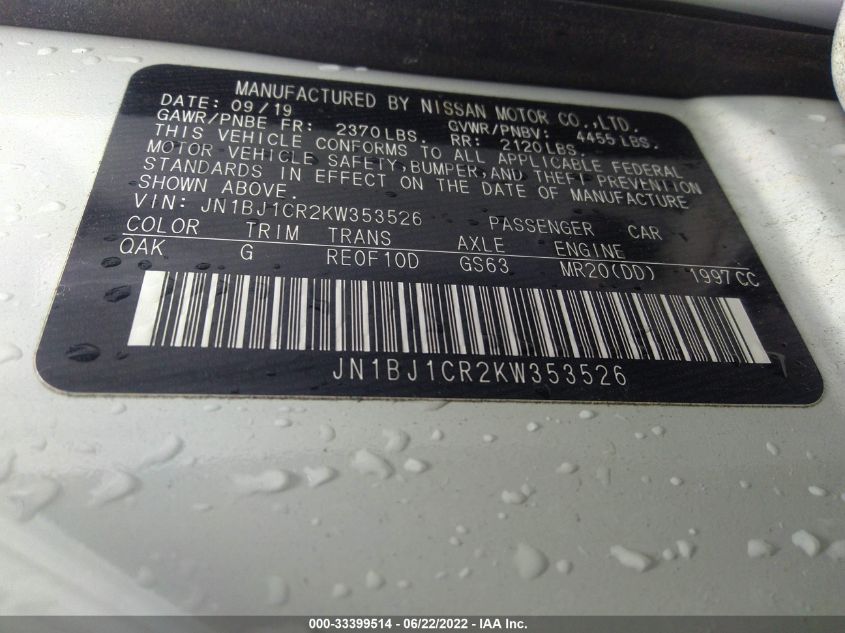 MANUFACTURED BY NISSAN MOTOR CO.,LTD.
DATE: 09/19
GAWR/PNBE FR: 2370LBS. GVWR/PNBV: 4455LBS.
RR: 2120LBS.
THIS VEHICLE CONFORMS TO ALL APPLICABLE FEDERAL
MOTOR VEHICLE SAFETY,BUMPER,AND THEFT PREVENTION
STANDARDS IN EFFECT ON THE DATE OF MANUFACTURE
SHOWN ABOVE.
VIN: JN1BJ1CR2KW353526 PASSENGER CAR
COLOR TRIM TRANS AXLE ENGINE
QAK G RE0F10D GS63 MR20(DD) 1997CC
JN1BJ1CR2KW353526
000-33399514 - 06/22/2022 - IAA Inc.